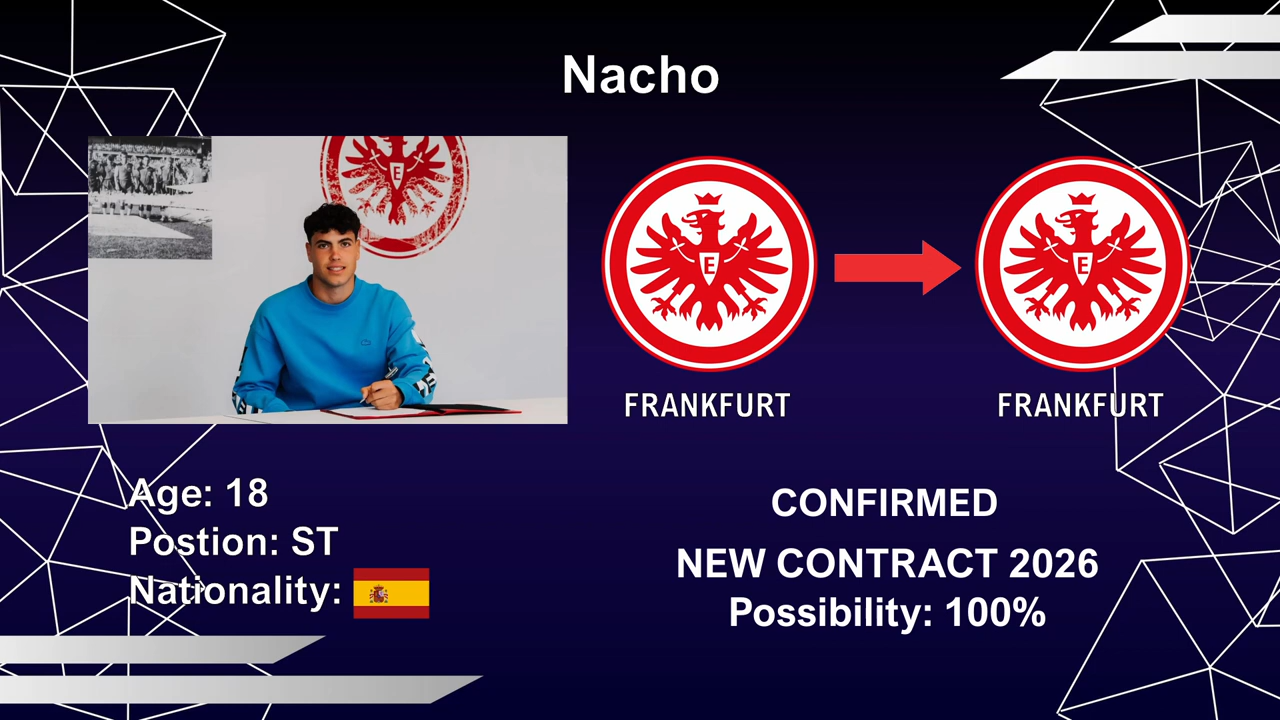 Nacho
E
E
E
FRANKFURT
FRANKFURT
Age: 18
Postion: ST
Nationality:
CONFIRMED
NEW CONTRACT 2026
Possibility: 100%